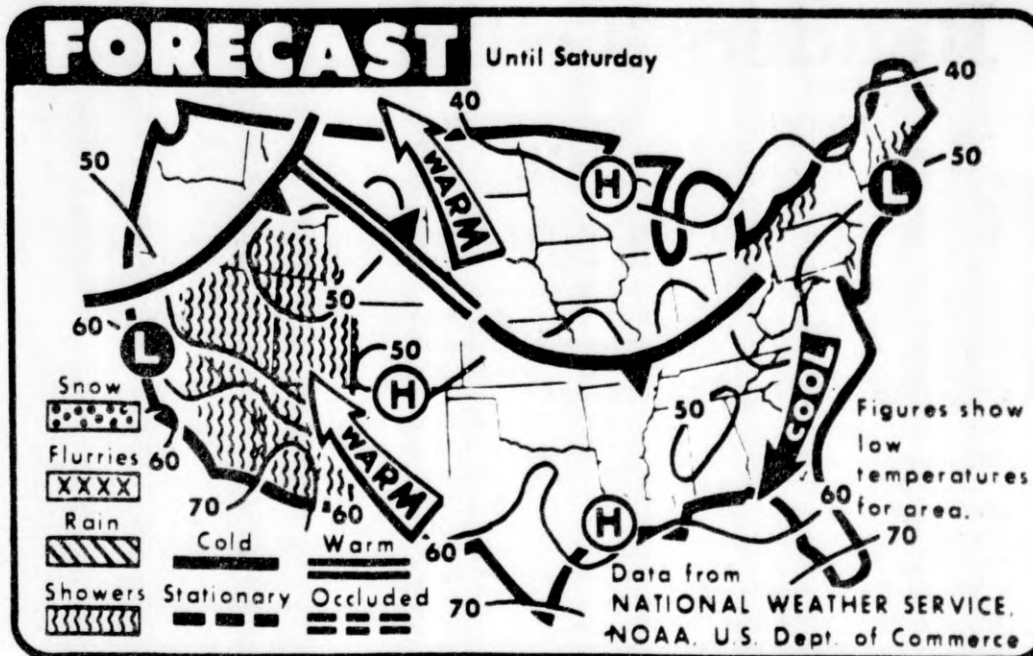 FORECAST
Until Saturday
40
40
50
50
WARM
H
L
60
50
50
L
H
WARM
COOL
50
60
70
60
60
70
H
60
70
Snow
Flurries
XXXX
Rain
Showers
Cold
Warm
Stationary
Occluded
Figures show
low
temperatures
for area.
Data from
NATIONAL WEATHER SERVICE,
NOAA, U.S. Dept. of Commerce